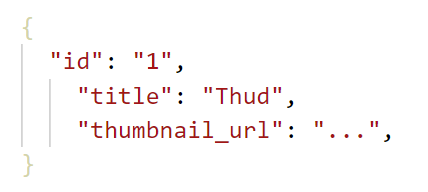 {
  "id": "1",
    "title": "Thud",
    "thumbnail_url": "...",
}